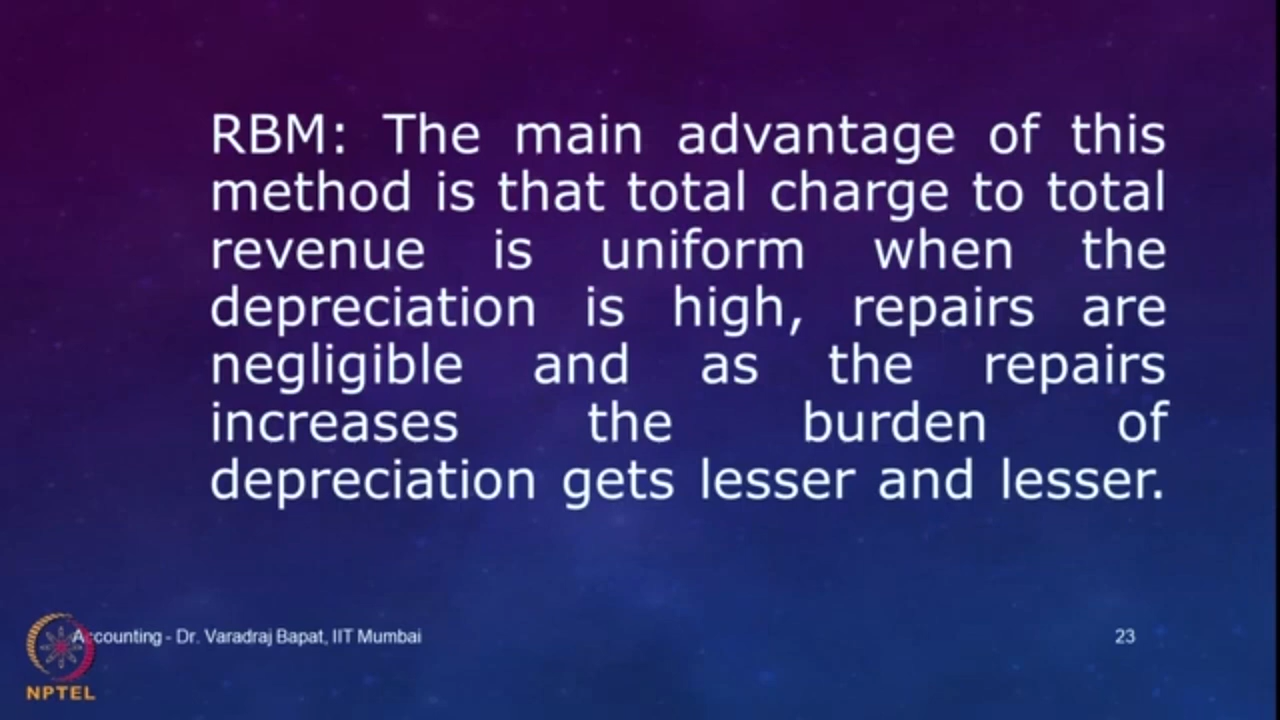 RBM: The main advantage of this
method is that total charge to total
revenue is uniform when the
depreciation is high, repairs are
negligible and as the repairs
increases the burden of
depreciation gets lesser and lesser.
Accounting - Dr. Varadraj Bapat, IIT Mumbai
23
NPTEL